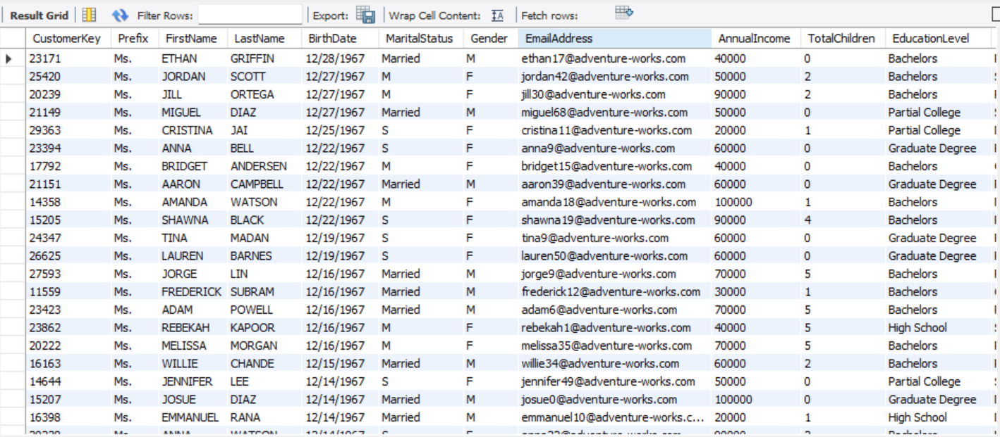 Result Grid Filter Rows: Export: Wrap Cell Content: Fetch rows:
CustomerKey Prefix FirstName LastName BirthDate MaritalStatus Gender EmailAddress AnnualIncome TotalChildren EducationLevel
23171 Ms. ETHAN GRIFFIN 12/28/1967 Married M ethan17@adventure-works.com 40000 0 Bachelors
25420 Ms. JORDAN SCOTT 12/27/1967 M F jordan42@adventure-works.com 50000 2 Bachelors
20239 Ms. JILL ORTEGA 12/27/1967 M F jill30@adventure-works.com 90000 2 Bachelors
21149 Ms. MIGUEL DIAZ 12/27/1967 Married M miguel68@adventure-works.com 50000 0 Partial College
29363 Ms. CRISTINA JAI 12/25/1967 S F cristina11@adventure-works.com 20000 1 Partial College
23394 Ms. ANNA BELL 12/22/1967 S F anna9@adventure-works.com 60000 0 Graduate Degree
17792 Ms. BRIDGET ANDERSEN 12/22/1967 M F bridget15@adventure-works.com 40000 0 Bachelors
21151 Ms. AARON CAMPBELL 12/22/1967 Married M aaron39@adventure-works.com 60000 0 Graduate Degree
14358 Ms. AMANDA WATSON 12/22/1967 M F amanda18@adventure-works.com 100000 1 Bachelors
15205 Ms. SHAWNA BLACK 12/22/1967 S F shawna19@adventure-works.com 90000 4 Bachelors
24347 Ms. TINA MADAN 12/19/1967 S F tina9@adventure-works.com 60000 0 Graduate Degree
26625 Ms. LAUREN BARNES 12/19/1967 S F lauren50@adventure-works.com 60000 0 Graduate Degree
27593 Ms. JORGE LIN 12/16/1967 Married M jorge9@adventure-works.com 70000 5 Bachelors
11559 Ms. FREDERICK SUBRAM 12/16/1967 Married M frederick12@adventure-works.com 30000 1 Bachelors
23423 Ms. ADAM POWELL 12/16/1967 Married M adam6@adventure-works.com 70000 5 Bachelors
23862 Ms. REBEKAH KAPOOR 12/16/1967 M F rebekah1@adventure-works.com 40000 5 High School
20222 Ms. MELISSA MORGAN 12/16/1967 M F melissa35@adventure-works.com 70000 5 Bachelors
16163 Ms. WILLIE CHANDE 12/15/1967 Married M willie34@adventure-works.com 60000 2 Bachelors
14644 Ms. JENNIFER LEE 12/14/1967 S F jennifer49@adventure-works.com 50000 0 Partial College
15207 Ms. JOSUE DIAZ 12/14/1967 Married M josue0@adventure-works.com 100000 0 Graduate Degree
16398 Ms. EMMANUEL RANA 12/14/1967 Married M emmanuel10@adventure-works.c... 20000 1 High School